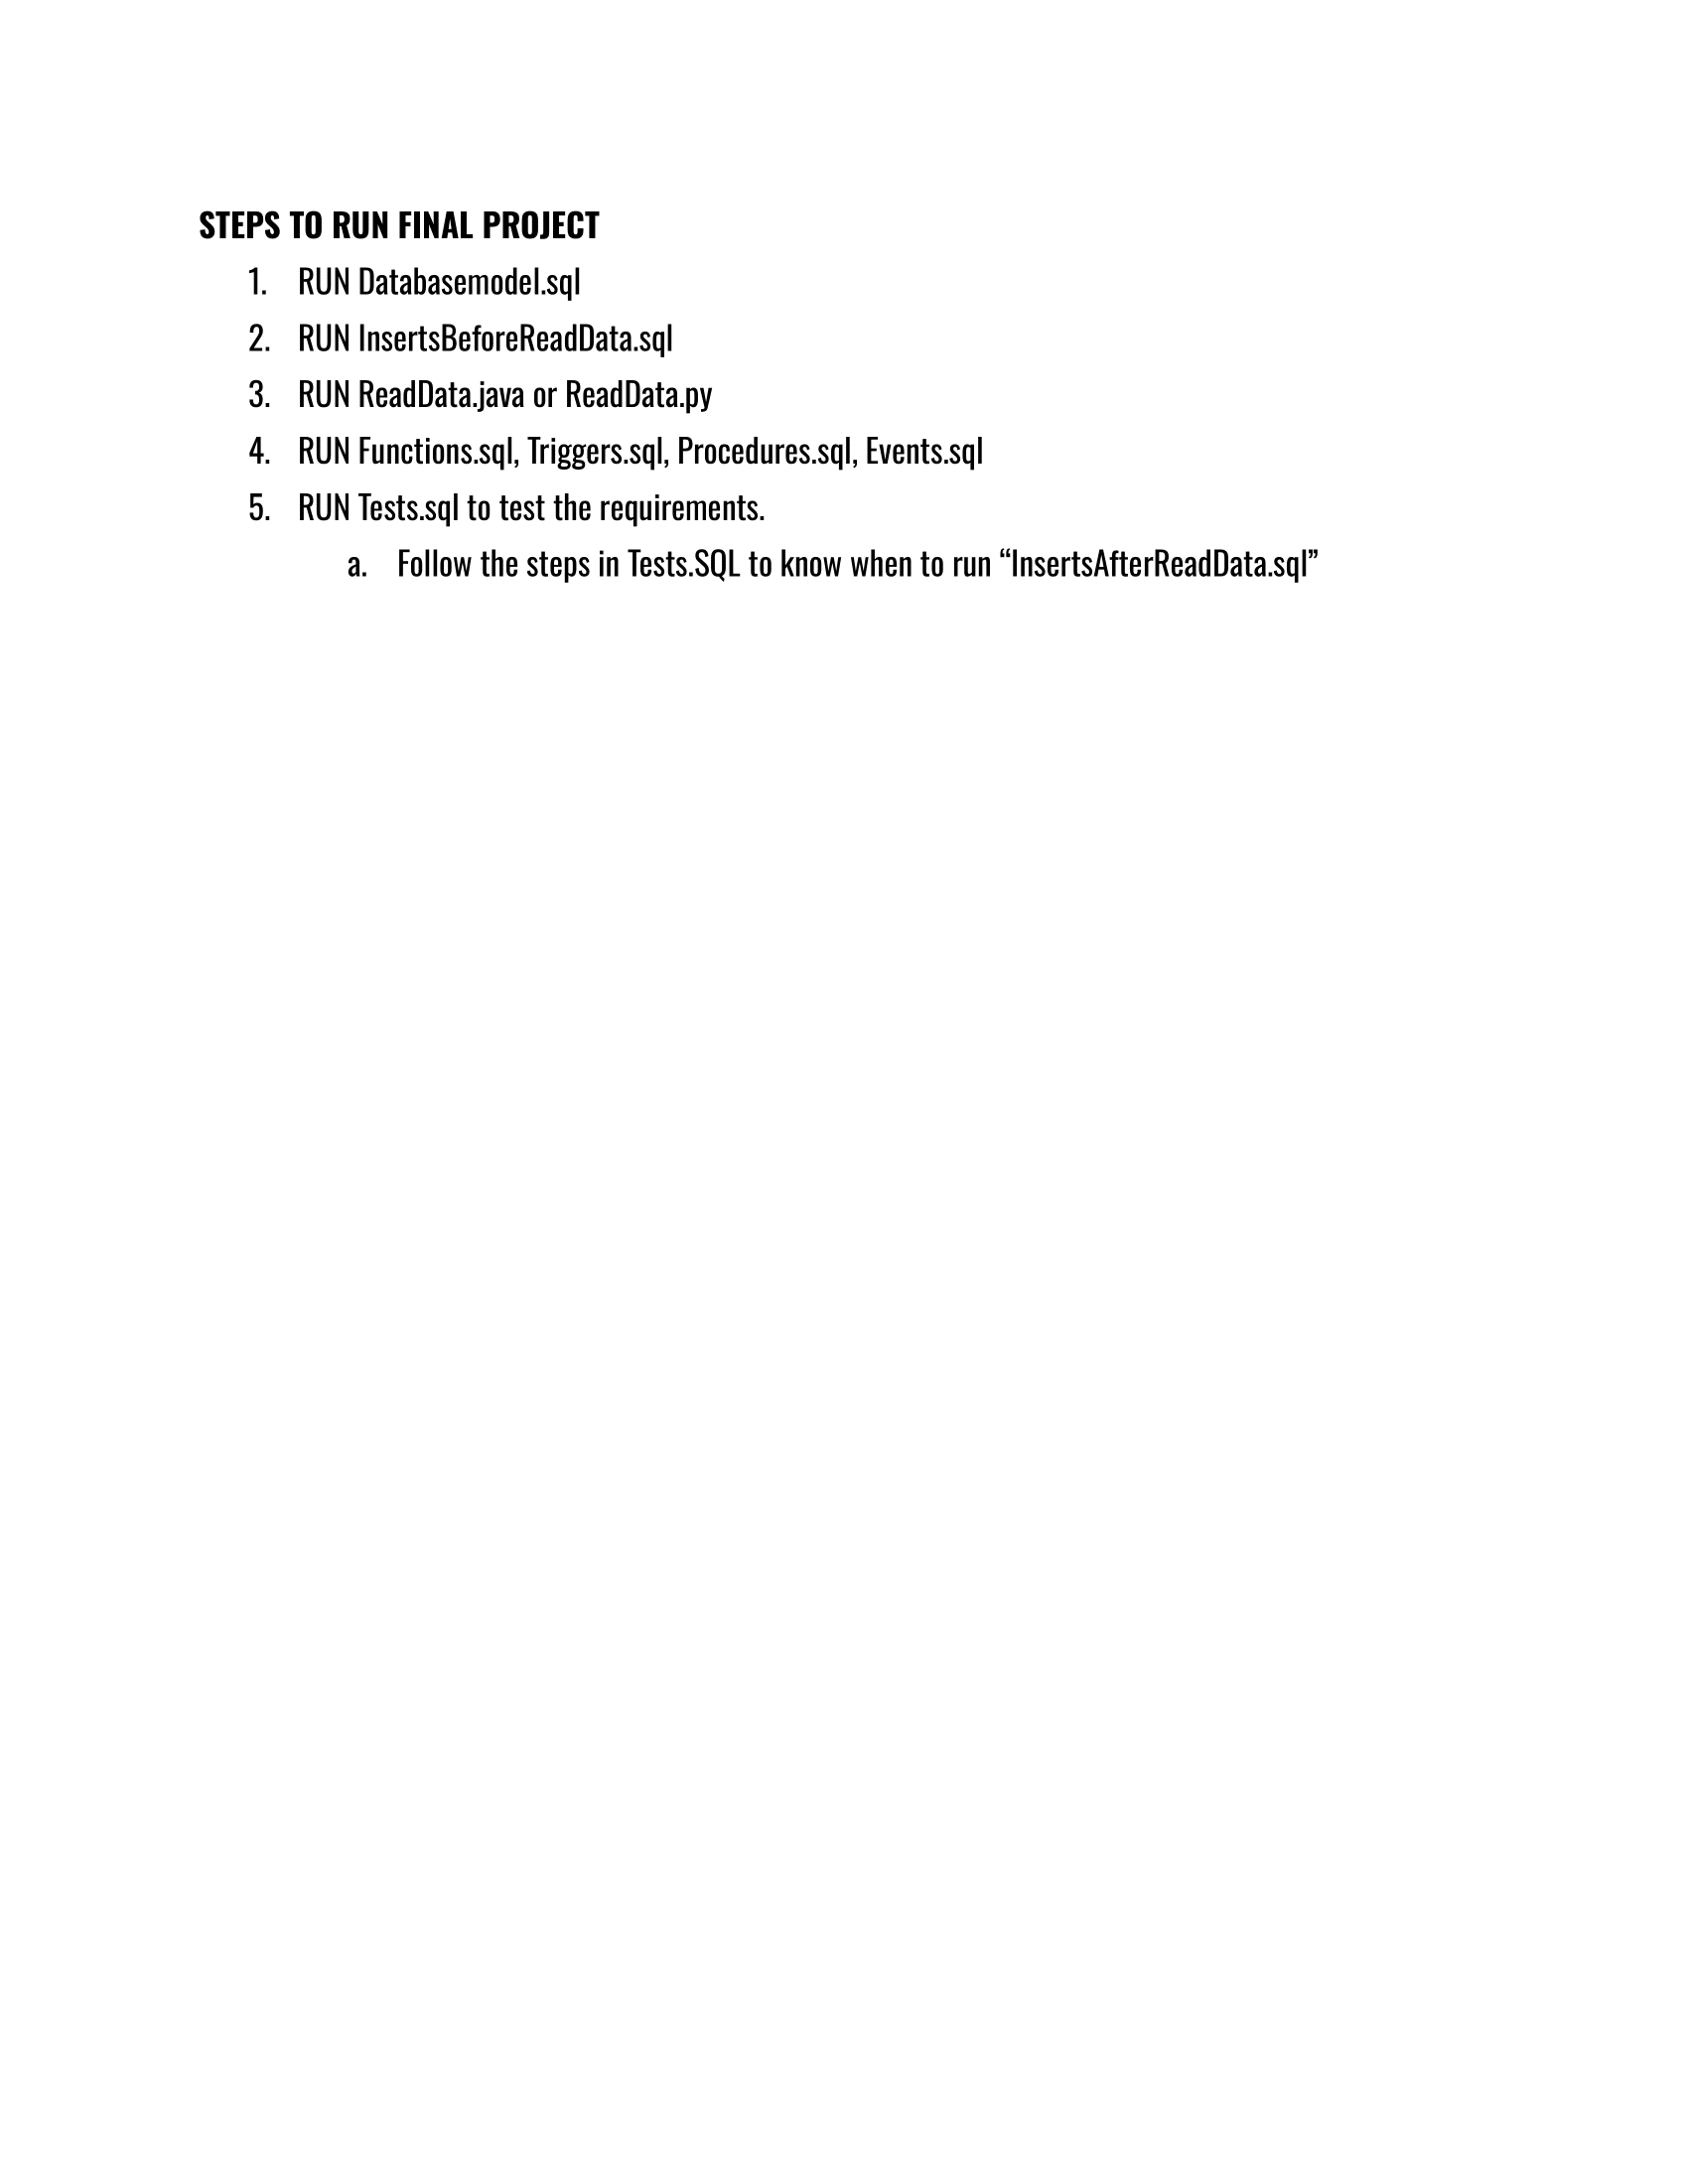 STEPS TO RUN FINAL PROJECT
1. RUN Databasemodel.sql
2. RUN InsertsBeforeReadData.sql
3. RUN ReadData.java or ReadData.py
4. RUN Functions.sql, Triggers.sql, Procedures.sql, Events.sql
5. RUN Tests.sql to test the requirements.
a. Follow the steps in Tests.SQL to know when to run “InsertsAfterReadData.sql”